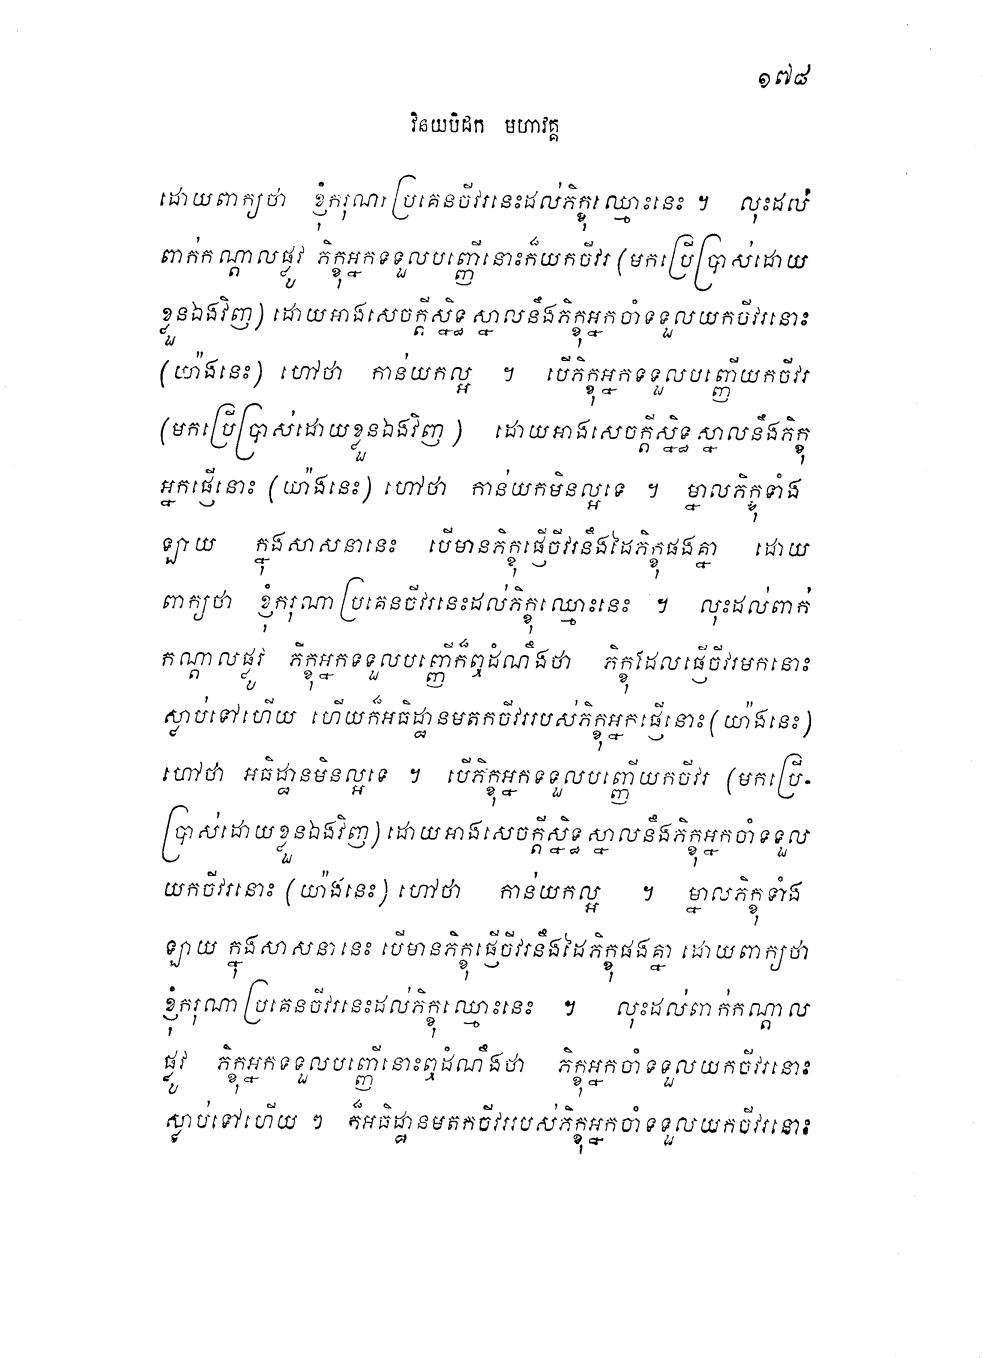 ១៧៨
វិនយបិដក មហាវគ្គ
ដោយពាក្យថា ខ្ញុំករុណាប្រគេនចីវរនេះដល់ភិក្ខុឈ្មោះនេះ ។ លុះដល់
ពាក់កណ្តាលផ្លូវ ភិក្ខុអ្នកទទួលបញ្ញើនោះក៏យកចីវរ (មកប្រើប្រាស់ដោយ
ខ្លួនឯងវិញ) ដោយអាងសេចក្តីស្និទ្ធស្នាលនឹងភិក្ខុអ្នកចាំទទួលយកចីវរនោះ
(យ៉ាងនេះ) ហៅថា កាន់យកល្អ ។ បើភិក្ខុអ្នកទទួលបញ្ញើយកចីវរ
(មកប្រើប្រាស់ដោយខ្លួនឯងវិញ ) ដោយអាងសេចក្តីស្និទ្ធស្នាលនឹងភិក្ខុ
អ្នកផ្ញើនោះ (យ៉ាងនេះ) ហៅថា កាន់យកមិនល្អទេ ។ ម្នាលភិក្ខុទាំង
ឡាយ ក្នុងសាសនានេះ បើមានភិក្ខុផ្ញើចីវរនឹងដៃភិក្ខុផងគ្នា ដោយ
ពាក្យថា ខ្ញុំករុណាប្រគេនចីវរនេះដល់ភិក្ខុឈ្មោះនេះ ។ លុះដល់ពាក់
កណ្តាលផ្លូវ ភិក្ខុអ្នកទទួលបញ្ញើក៏ឮដំណឹងថា ភិក្ខុដែលផ្ញើចីវរមកនោះ
ស្លាប់ទៅហើយ ហើយក៏អធិដ្ឋានមតកចីវររបស់ភិក្ខុអ្នកផ្ញើនោះ (យ៉ាងនេះ)
ហៅថា អធិដ្ឋានមិនល្អទេ ។ បើភិក្ខុអ្នកទទួលបញ្ញើយកចីវរ (មកប្រើ-
ប្រាស់ដោយខ្លួនឯងវិញ) ដោយអាងសេចក្តីស្និទ្ធស្នាលនឹងភិក្ខុអ្នកចាំទទួល
យកចីវរនោះ (យ៉ាងនេះ) ហៅថា កាន់យកល្អ ។ ម្នាលភិក្ខុទាំង
ឡាយ ក្នុងសាសនានេះ បើមានភិក្ខុផ្ញើចីវរនឹងដៃភិក្ខុផងគ្នា ដោយពាក្យថា
ខ្ញុំករុណាប្រគេនចីវរនេះដល់ភិក្ខុឈ្មោះនេះ ។ លុះដល់ពាក់កណ្តាល
ផ្លូវ ភិក្ខុអ្នកទទួលបញ្ញើនោះឮដំណឹងថា ភិក្ខុអ្នកចាំទទួលយកចីវរនោះ
ស្លាប់ទៅហើយ ៗ ក៏អធិដ្ឋានមតកចីវររបស់ភិក្ខុអ្នកចាំទទួលយកចីវរនោះ